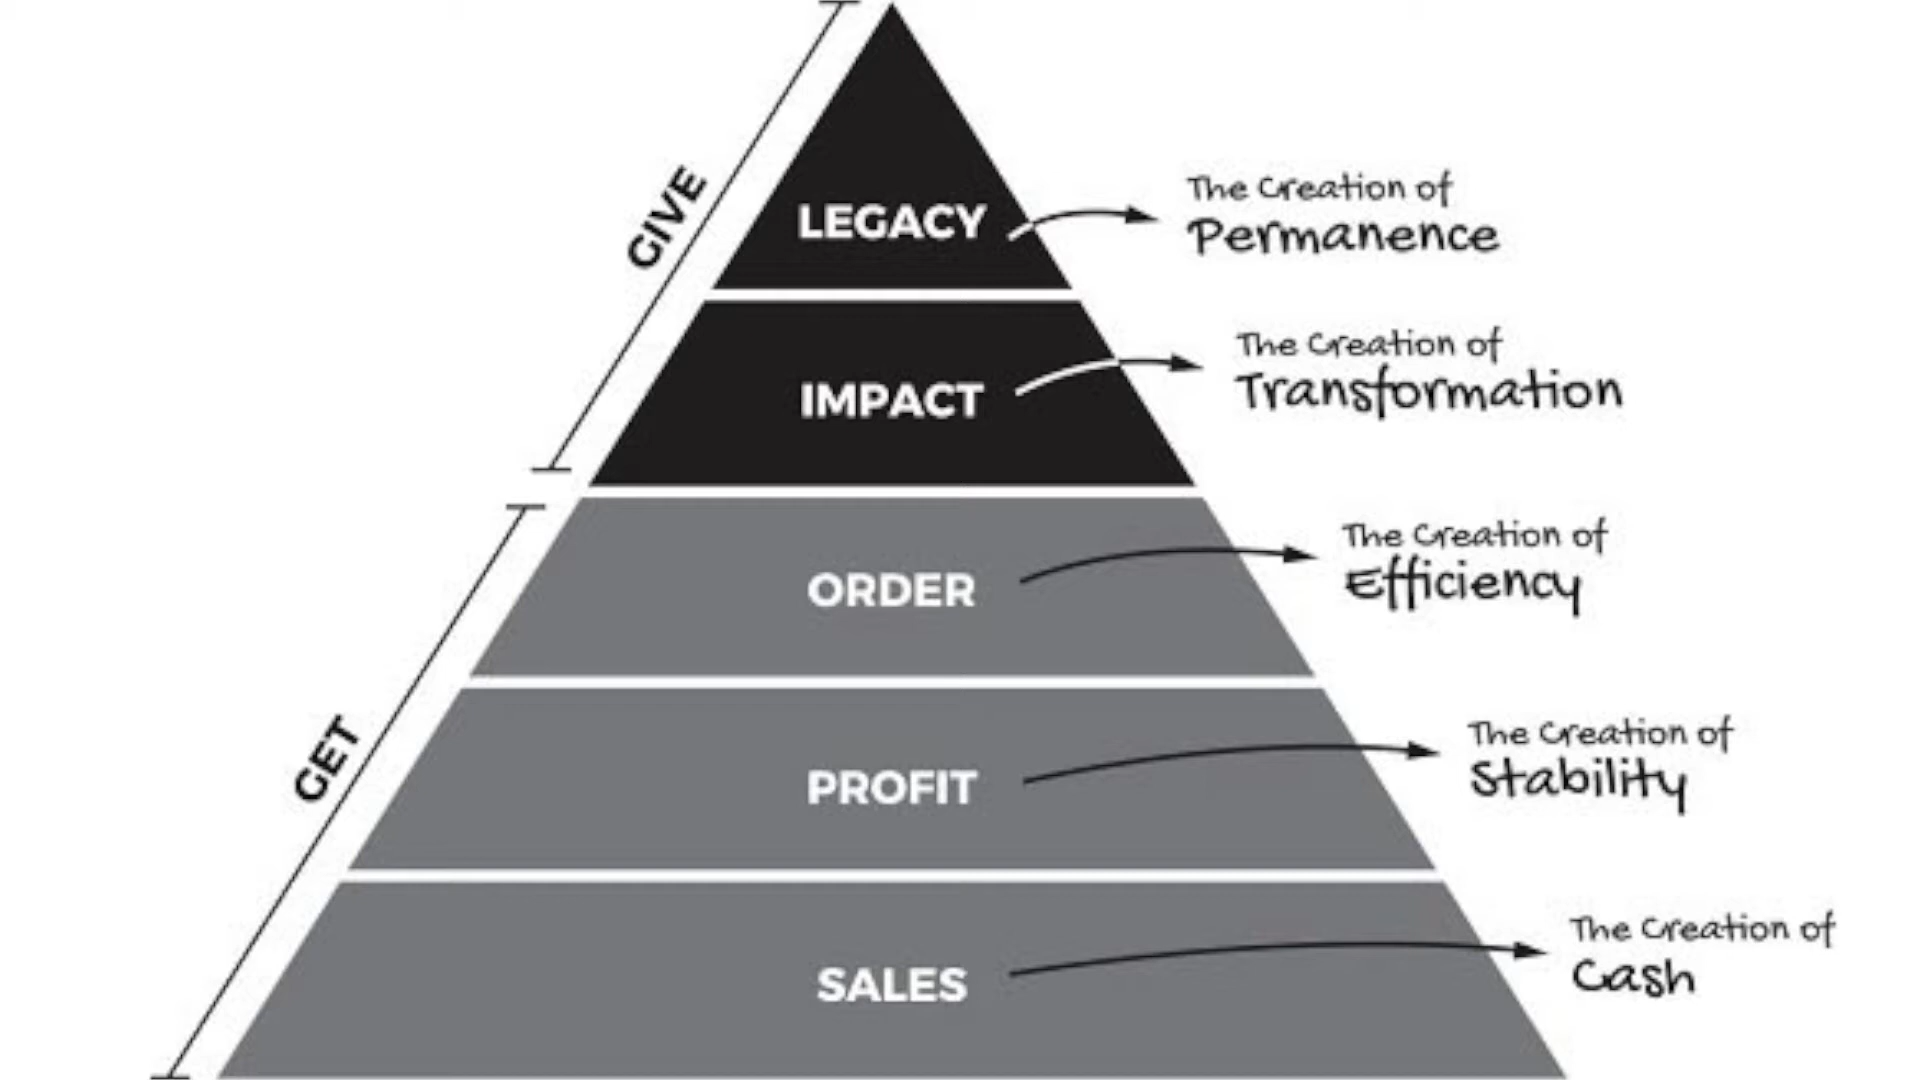 GIVE
LEGACY
The Creation of
Permanence
IMPACT
The Creation of
Transformation
GET
ORDER
The Creation of
Efficiency
PROFIT
The Creation of
Stability
SALES
The Creation of
Cash